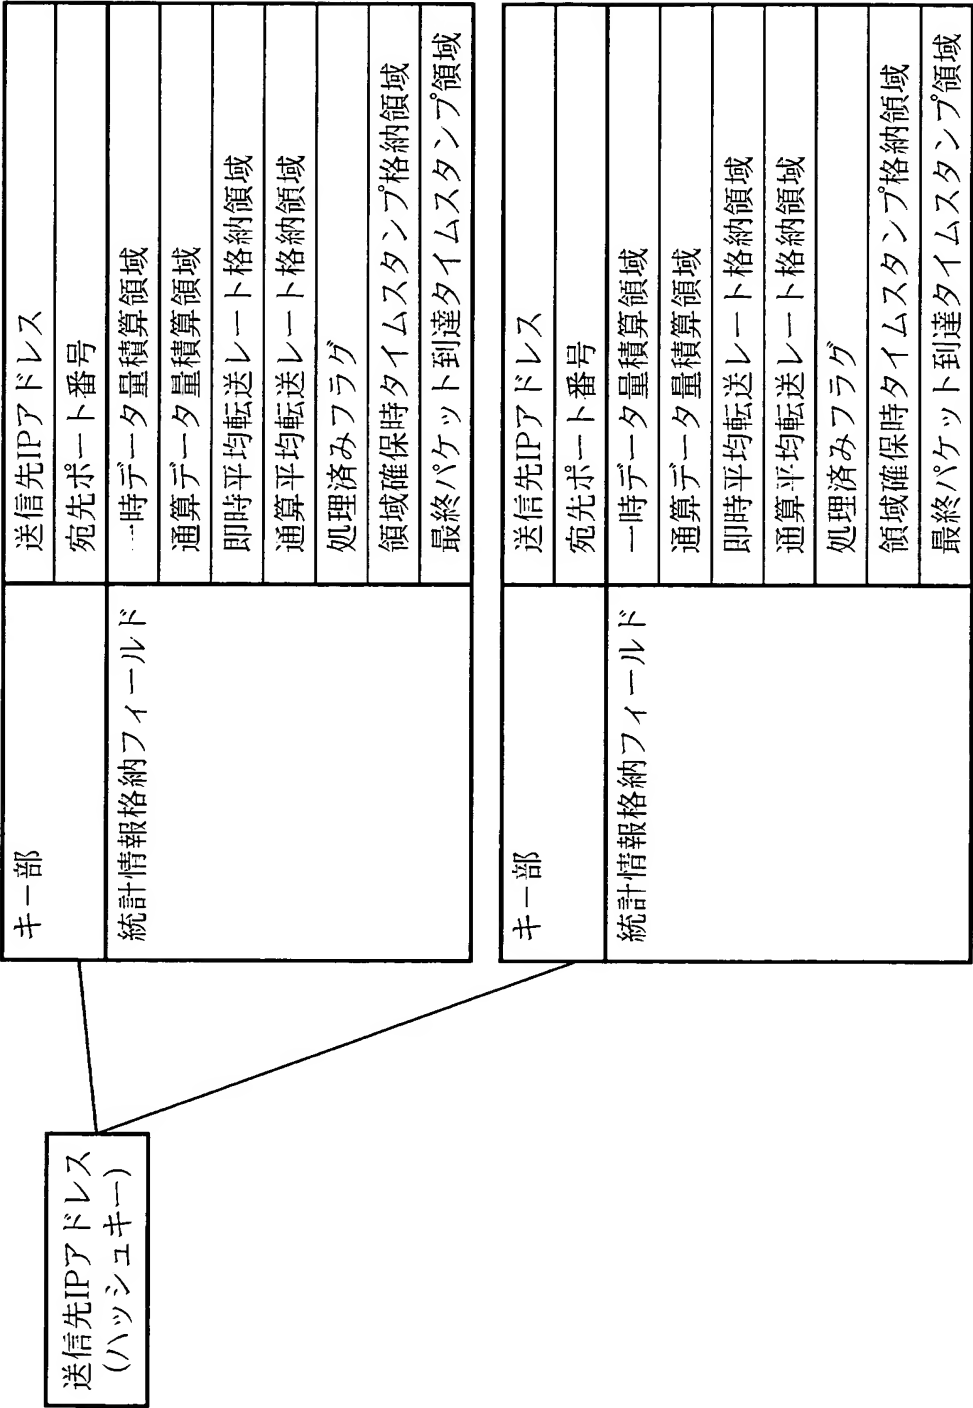 送信先IPアドレス
(ハッシュキー)
キー部
送信先IPアドレス
宛先ポート番号
統計情報格納フィールド
一時データ量積算領域
通算データ量積算領域
即時平均転送レート格納領域
通算平均転送レート格納領域
処理済みフラグ
領域確保時タイムスタンプ格納領域
最終パケット到達タイムスタンプ領域
キー部
送信先IPアドレス
宛先ポート番号
統計情報格納フィールド
一時データ量積算領域
通算データ量積算領域
即時平均転送レート格納領域
通算平均転送レート格納領域
処理済みフラグ
領域確保時タイムスタンプ格納領域
最終パケット到達タイムスタンプ領域